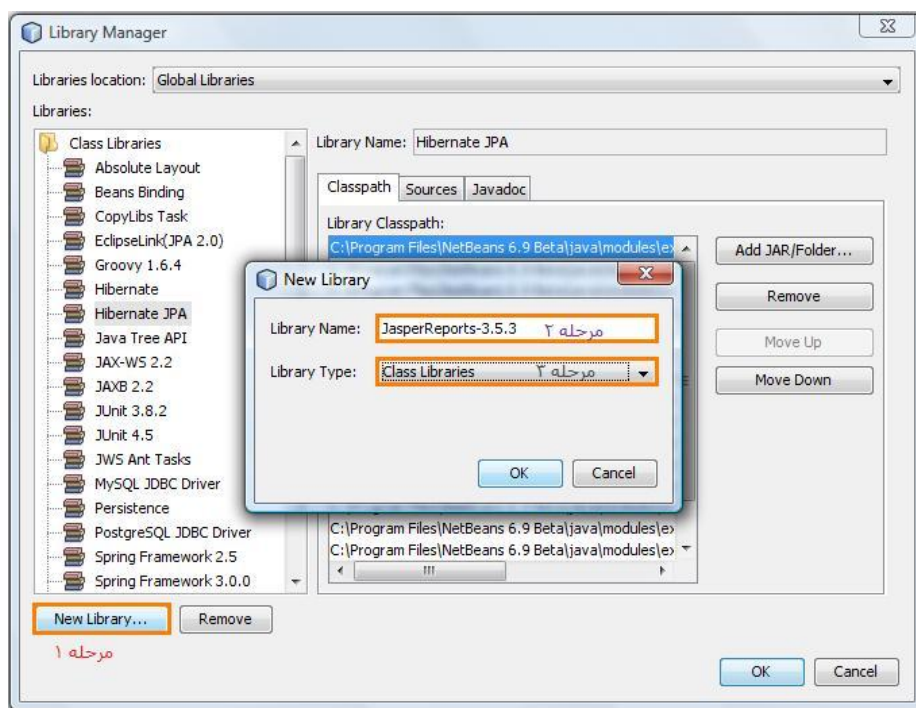 Library Manager
Libraries location: Global Libraries
Libraries:
Class Libraries
Absolute Layout
Beans Binding
CopyLibs Task
EclipseLink(JPA 2.0)
Groovy 1.6.4
Hibernate
Hibernate JPA
Java Tree API
JAX-WS 2.2
JAXB 2.2
JUnit 3.8.2
JUnit 4.5
JWS Ant Tasks
MySQL JDBC Driver
Persistence
PostgreSQL JDBC Driver
Spring Framework 2.5
Spring Framework 3.0.0
New Library... Remove
مرحله ۱
Library Name: Hibernate JPA
Classpath Sources Javadoc
Library Classpath:
C:\Program Files\NetBeans 6.9 Beta\java\modules\ex
Add JAR/Folder...
Remove
Move Up
Move Down
New Library
Library Name: JasperReports-3.5.3 مرحله ۲
Library Type: Class Libraries مرحله ۳
OK Cancel
C:\Program Files\NetBeans 6.9 Beta\java\modules\ex
C:\Program Files\NetBeans 6.9 Beta\java\modules\ex
OK Cancel